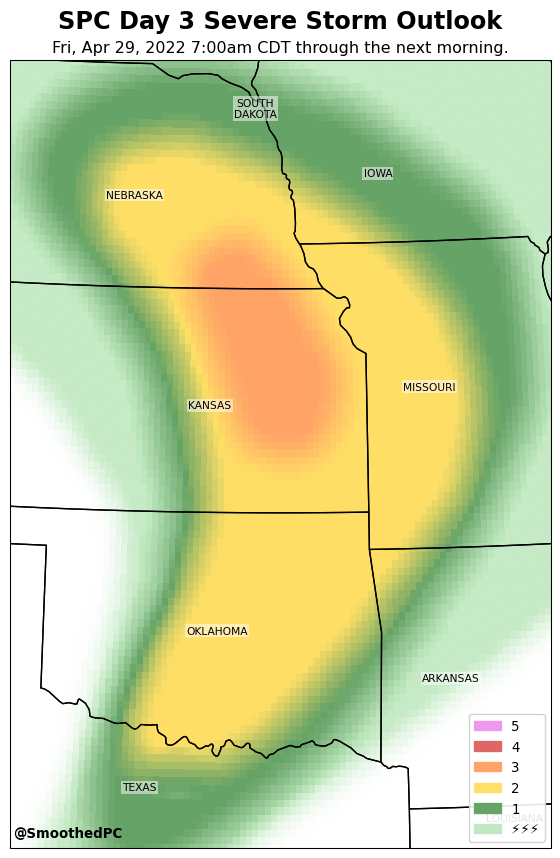 SPC Day 3 Severe Storm Outlook
Fri, Apr 29, 2022 7:00am CDT through the next morning.
SOUTH
DAKOTA
IOWA
NEBRASKA
MISSOURI
KANSAS
OKLAHOMA
ARKANSAS
TEXAS
5
4
3
2
1
⚡⚡⚡
LOUISIANA
@SmoothedPC